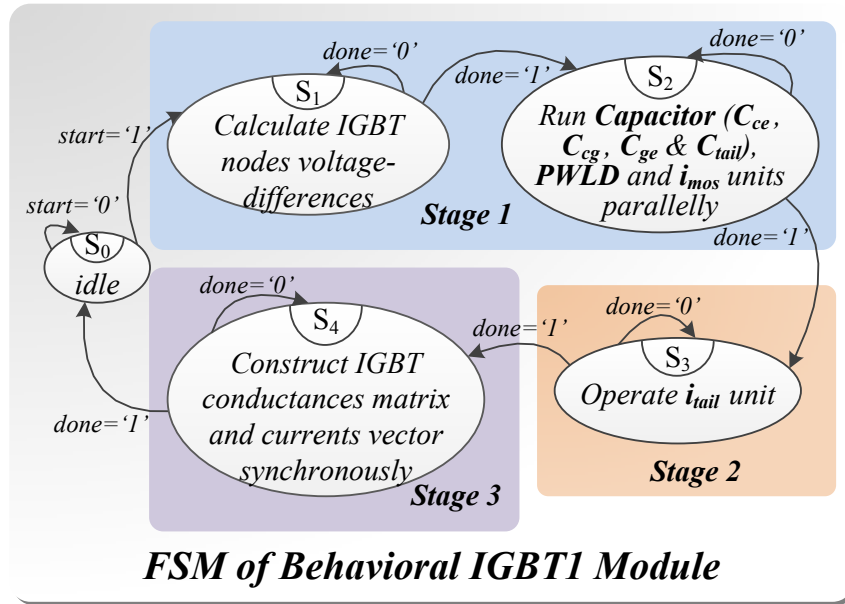 done='0'
done='1'
done='0'
S1
S2
start='1'
Calculate IGBT
nodes voltage-
differences
Run Capacitor (Cce,
Ccg, Cge & Ctail),
PWLD and imos units
parallelly
Stage 1
start='0'
S0
idle
done='1'
done='0'
S4
done='1'
done='0'
S3
Construct IGBT
conductances matrix
and currents vector
synchronously
Operate itail unit
done='1'
Stage 3
Stage 2
FSM of Behavioral IGBT1 Module